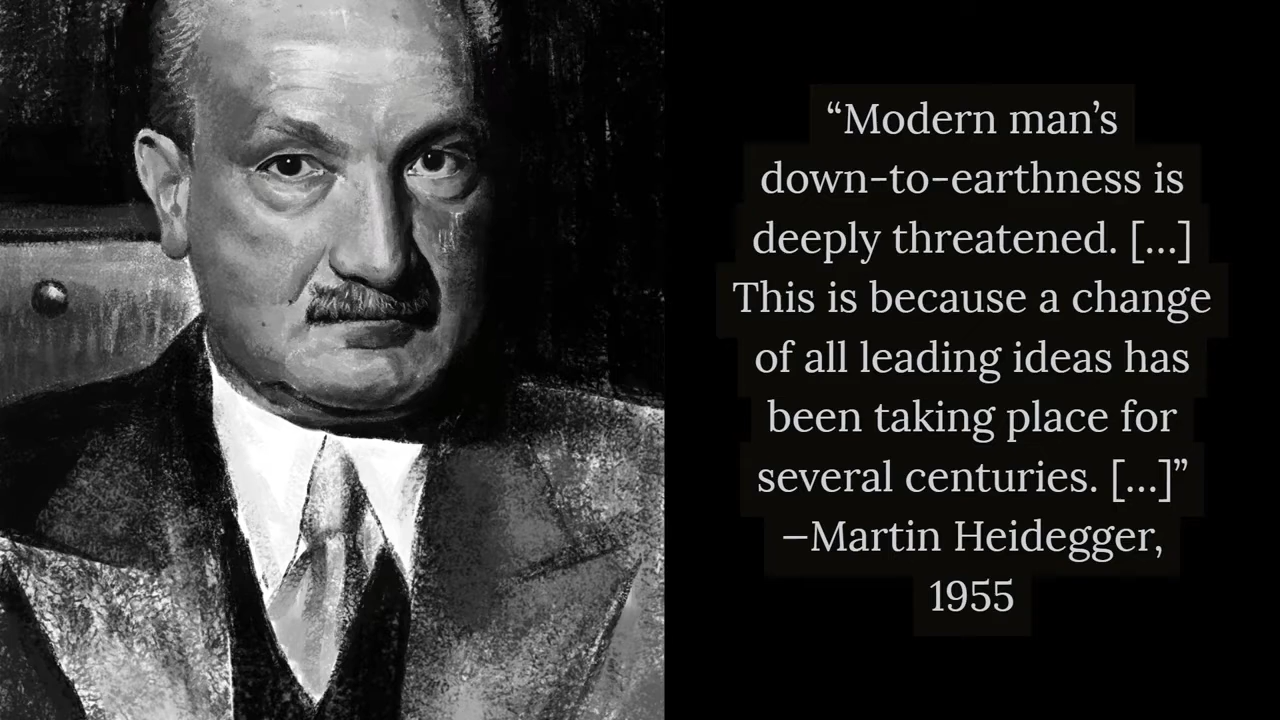 “Modern man’s
down-to-earthness is
deeply threatened. [...]
This is because a change
of all leading ideas has
been taking place for
several centuries. [...]”
—Martin Heidegger,
1955